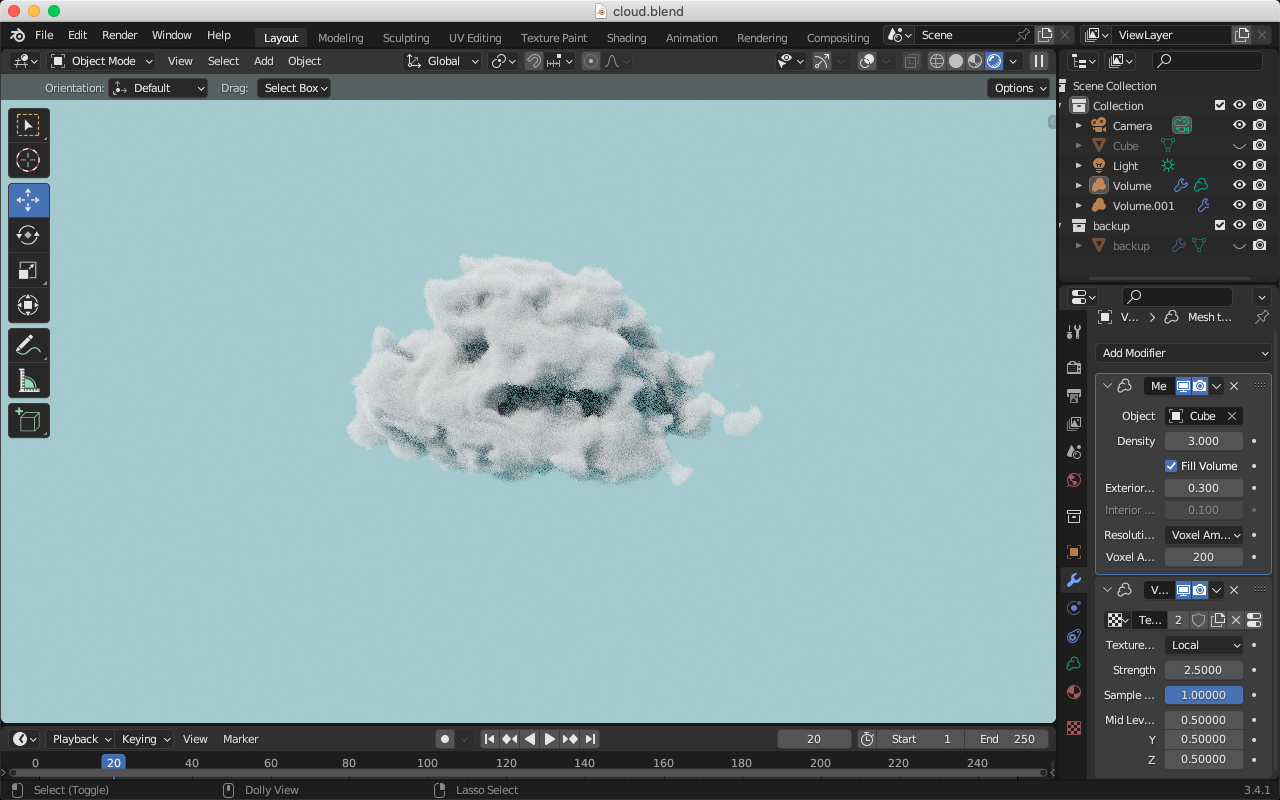 cloud.blend
File Edit Render Window Help Layout Modeling Sculpting UV Editing Texture Paint Shading Animation Rendering Compositing Scene ViewLayer
Object Mode View Select Add Object Global
Orientation: Default Drag: Select Box Options
Scene Collection
Collection
Camera
Cube
Light
Volume
Volume.001
backup
backup
V... Mesh t...
Add Modifier
Me
Object Cube
Density 3.000
Fill Volume
Exterior... 0.300
Interior ... 0.100
Resoluti... Voxel Am...
Voxel A... 200
V...
Te... 2
Texture... Local
Strength 2.5000
Sample ... 1.00000
Mid Lev... 0.50000
Y 0.50000
Z 0.50000
Playback Keying View Marker 20 Start 1 End 250
0 20 40 60 80 100 120 140 160 180 200 220 240
Select (Toggle) Dolly View Lasso Select 3.4.1